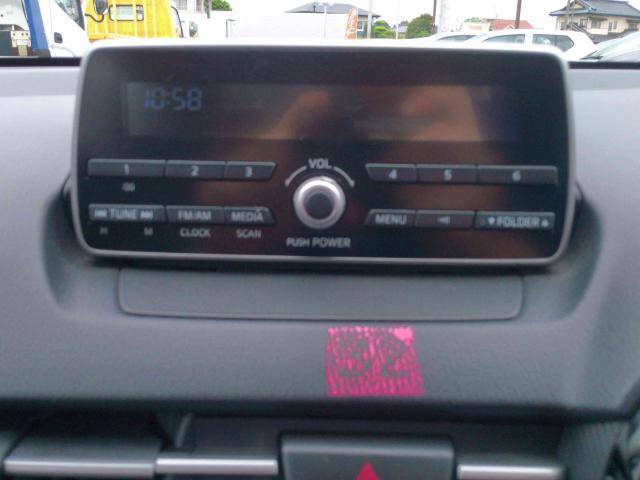 10:58
1 2 3 VOL 4 5 6
TUNE FM/AM MEDIA MENU FOLDER
H M CLOCK SCAN PUSH POWER